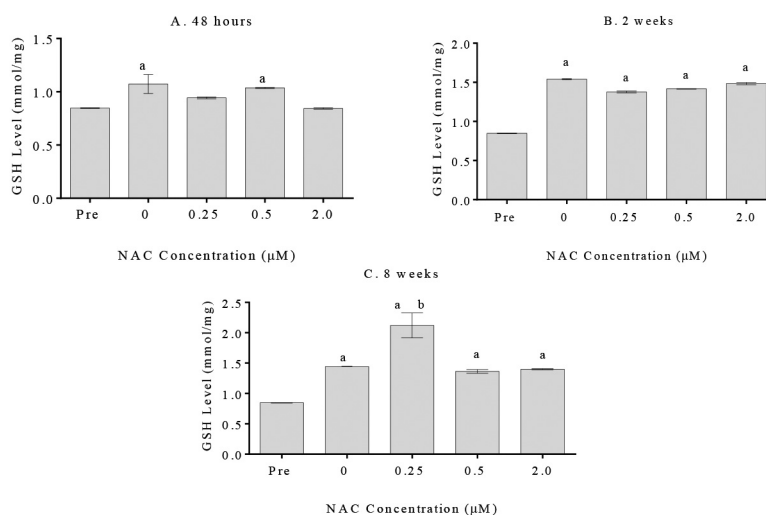 A. 48 hours
GSH Level (mmol/mg)
1.5
1.0
0.5
0.0
a
a
Pre 0 0.25 0.5 2.0
NAC Concentration (μM)
B. 2 weeks
GSH Level (mmol/mg)
2.0
1.5
1.0
0.5
0.0
a
a
a
a
Pre 0 0.25 0.5 2.0
NAC Concentration (μM)
C. 8 weeks
GSH Level (mmol/mg)
2.5
2.0
1.5
1.0
0.5
0.0
a
a b
a
a
Pre 0 0.25 0.5 2.0
NAC Concentration (μM)